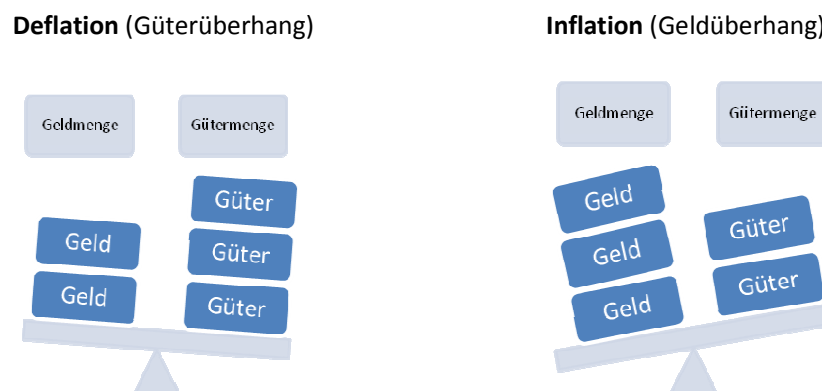 Deflation (Güterüberhang)
Geldmenge
Gütermenge
Güter
Geld
Güter
Geld
Güter
Inflation (Geldüberhang)
Geldmenge
Gütermenge
Geld
Güter
Geld
Güter
Geld